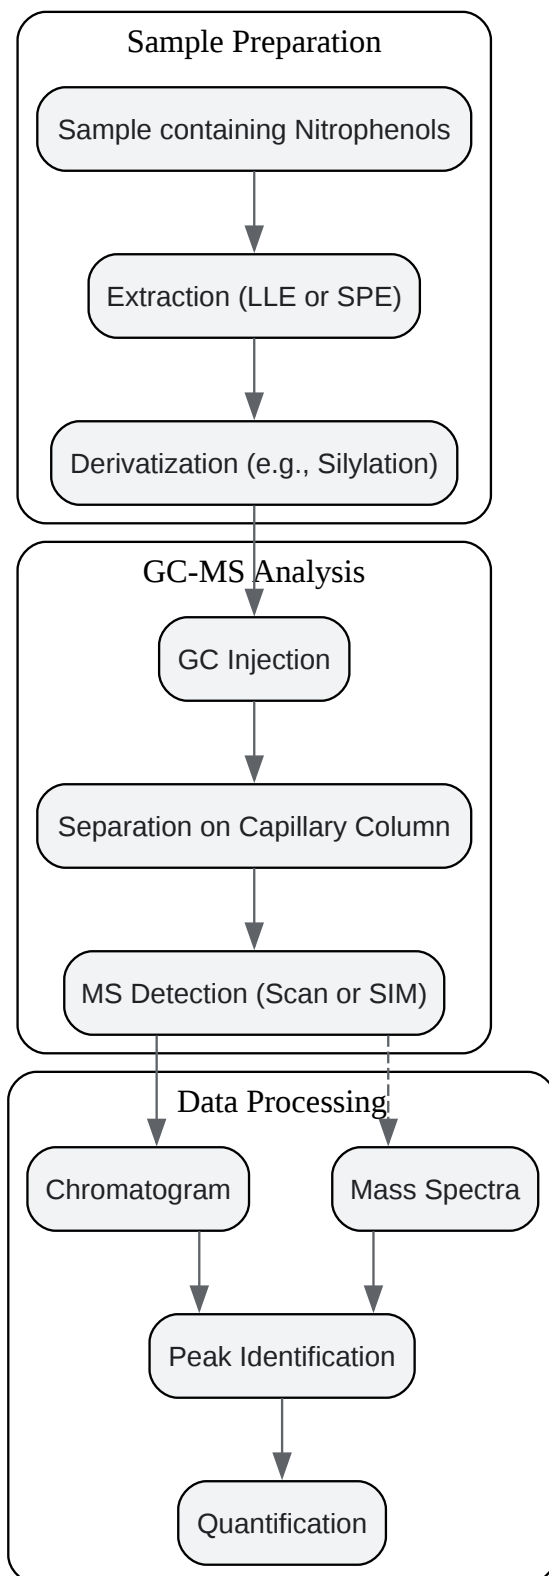 Sample Preparation
Sample containing Nitrophenols
Extraction (LLE or SPE)
Derivatization (e.g., Silylation)
GC-MS Analysis
GC Injection
Separation on Capillary Column
MS Detection (Scan or SIM)
Data Processing
Chromatogram
Mass Spectra
Peak Identification
Quantification